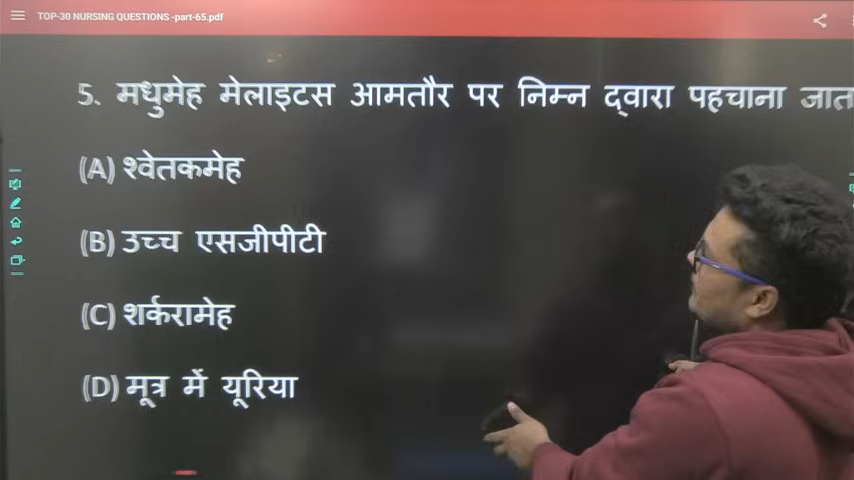 TOP-30 NURSING QUESTIONS -part-65.pdf
5. मधुमेह मेलाइटस आमतौर पर निम्न द्वारा पहचाना जात
(A) श्वेतकमेह
(B) उच्च एसजीपीटी
(C) शर्करामेह
(D) मूत्र में यूरिया